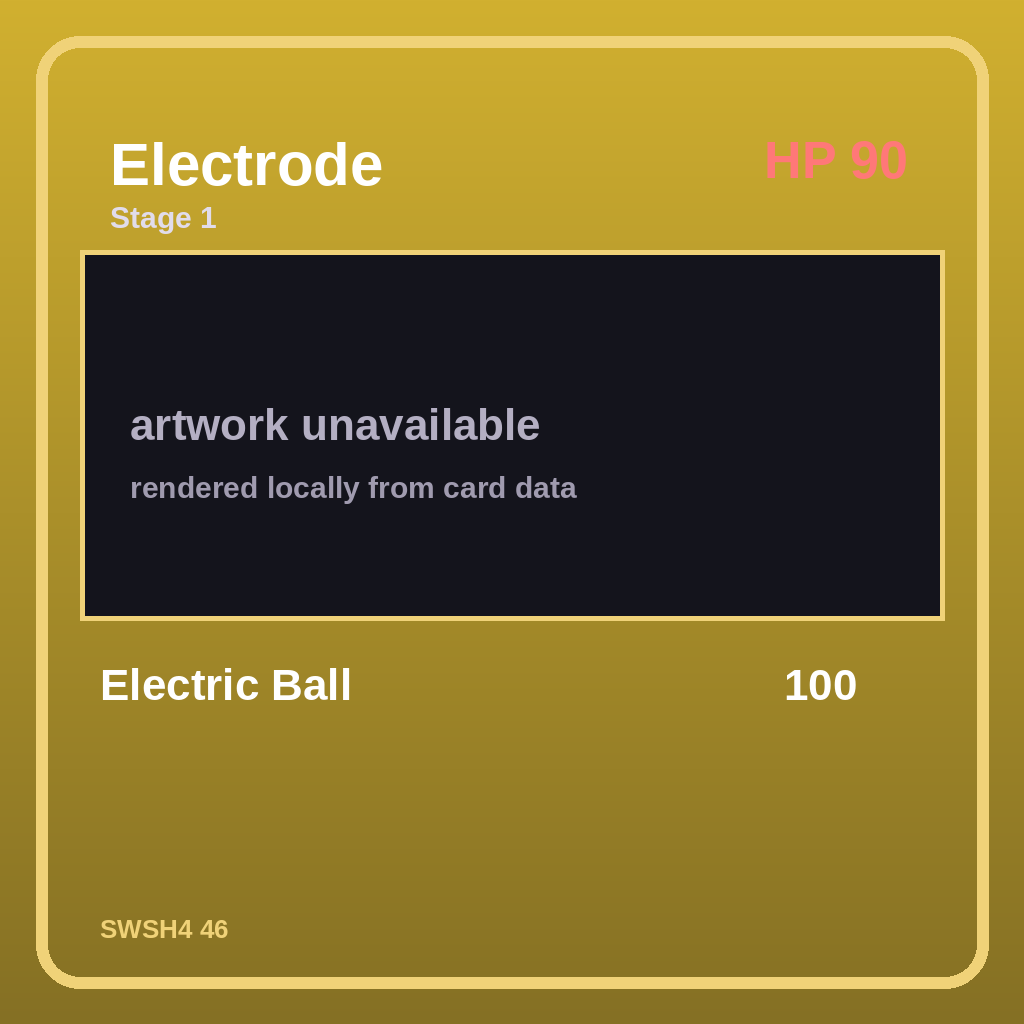 Electrode
HP 90
Stage 1
artwork unavailable
rendered locally from card data
Electric Ball 100
SWSH4 46